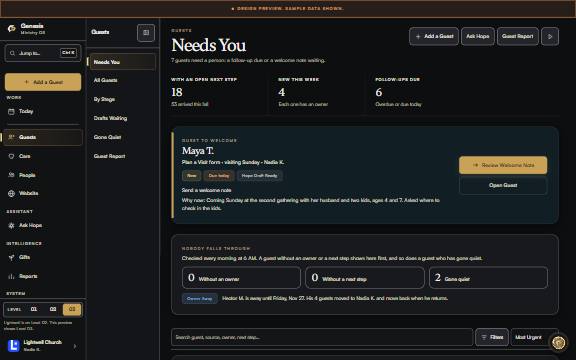 DESIGN PREVIEW. SAMPLE DATA SHOWN.
Genesis
Ministry OS
Jump to...
Ctrl K
+ Add a Guest
WORK
Today
Guests
Care
People
Website
ASSISTANT
Ask Hope
INTELLIGENCE
Gifts
Reports
SYSTEM
LEVEL 01 02 03
Lightwell is on Level 02. This preview shows Level 03.
Lightwell Church
Nadia K.
Guests
Needs You
All Guests
By Stage
Drafts Waiting
Gone Quiet
Guest Report
GUESTS
Needs You
7 guests need a person: a follow-up due or a welcome note waiting.
+ Add a Guest
Ask Hope
Guest Report
WITH AN OPEN NEXT STEP
18
53 arrived this fall
NEW THIS WEEK
4
Each one has an owner
FOLLOW-UPS DUE
6
Overdue or due today
GUEST TO WELCOME
Maya T.
Plan a Visit form · visiting Sunday · Nadia K.
New
Due today
Hope Draft Ready
Send a welcome note
Why now: Coming Sunday at the second gathering with her husband and two kids, ages 4 and 7. Asked where to
check in the kids.
Review Welcome Note
Open Guest
NOBODY FALLS THROUGH
Checked every morning at 6 AM. A guest without an owner or a next step shows here first, and so does a guest who has gone quiet.
0 Without an owner
0 Without a next step
2 Gone quiet
Owner Away
Hector M. is away until Friday, Nov 27. His 4 guests moved to Nadia K. and move back when he returns.
Search guest, source, owner, next step...
Filters
Most Urgent